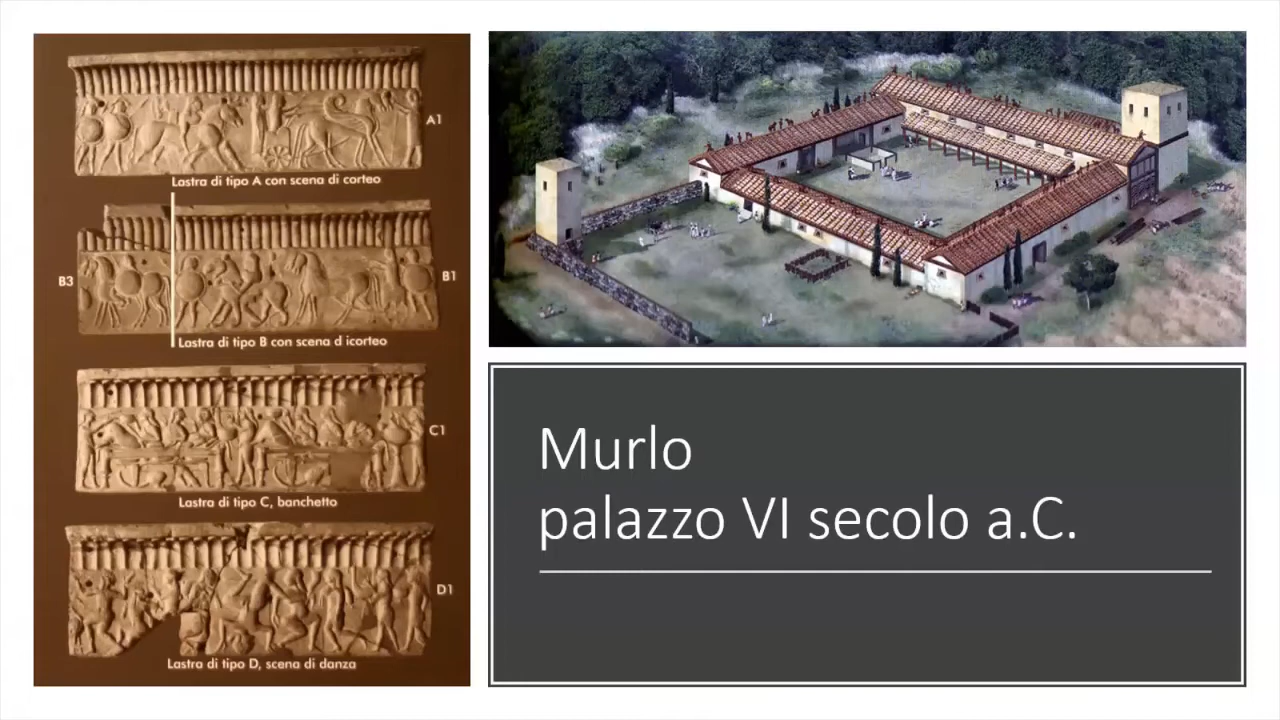 A1
Lastra di tipo A con scena di corteo
B3
B1
Lastra di tipo B con scena d icorteo
C1
Lastra di tipo C, banchetto
D1
Lastra di tipo D, scena di danza
Murlo
palazzo VI secolo a.C.